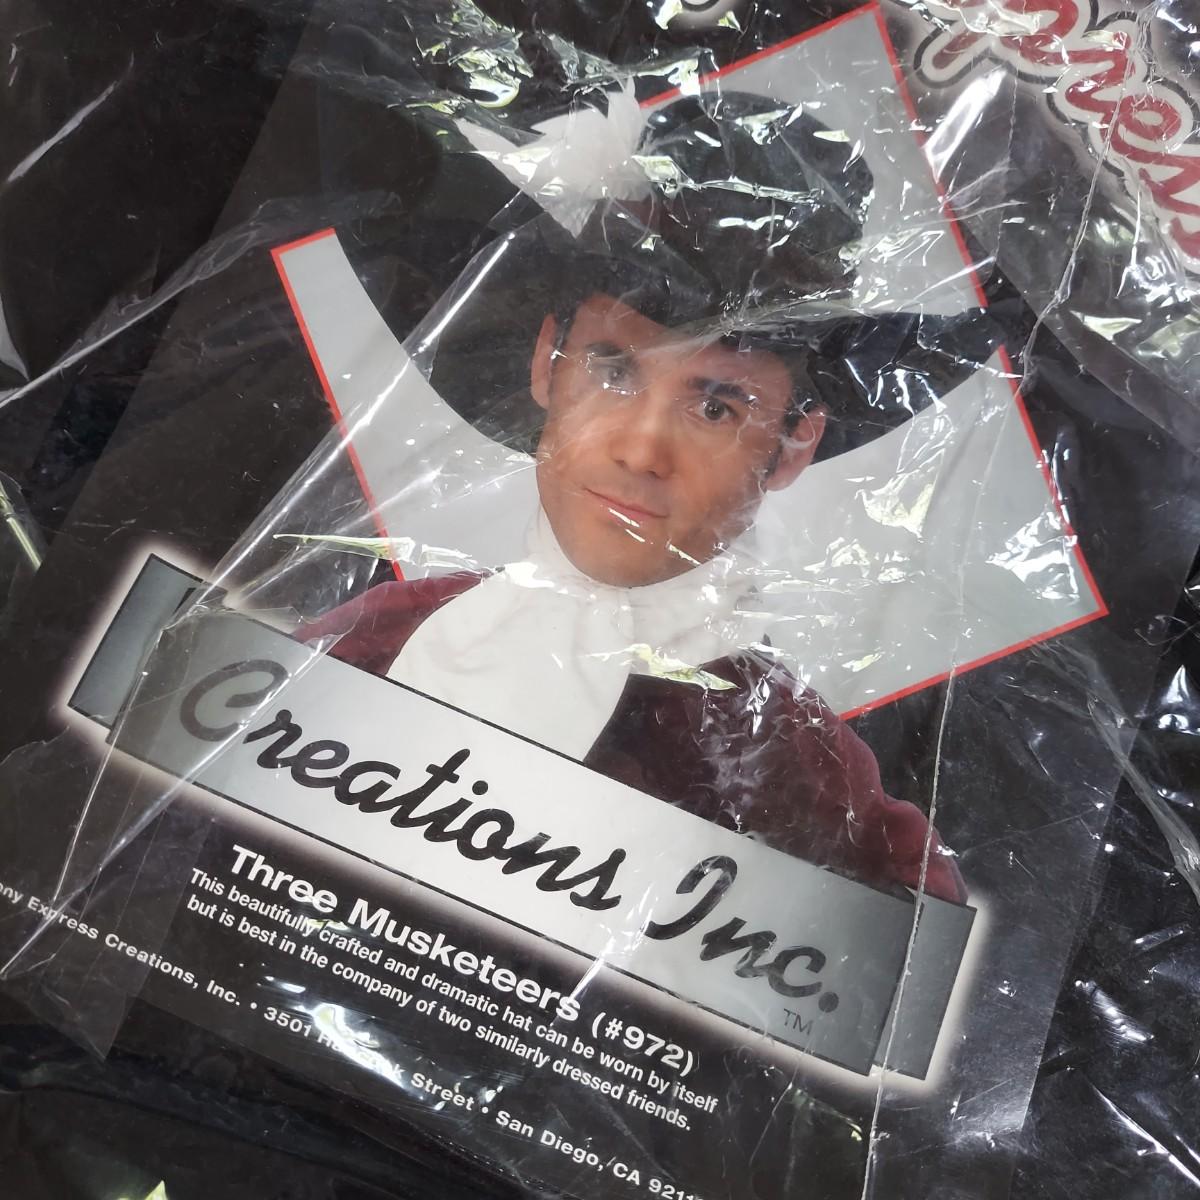 Creations Inc.
TM
Three Musketeers (#972)
This beautifully crafted and dramatic hat can be worn by itself
but is best in the company of two similarly dressed friends.
Express Creations, Inc. • 3501 Street • San Diego, CA